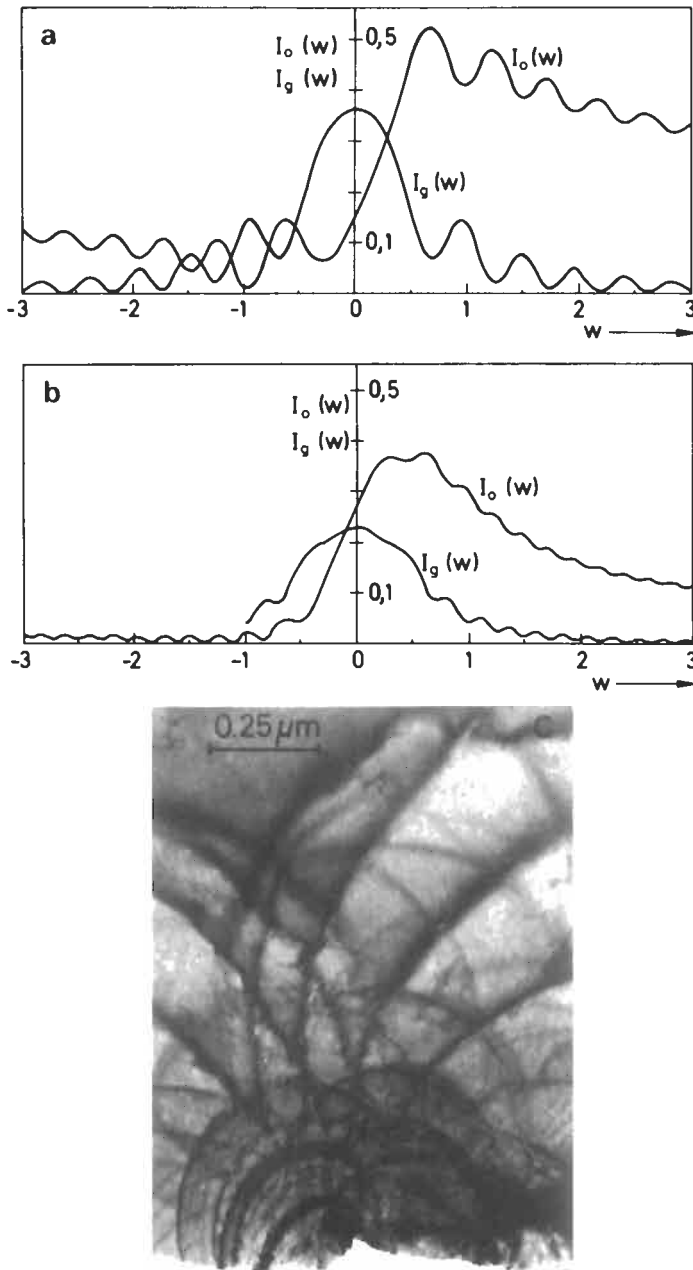 a
I₀(w)
I_g(w)
0,5
I₀(w)
I_g(w)
0,1
-3 -2 -1 0 1 2 3
w
b
I₀ (w)
I_g (w)
0,5
I₀ (w)
I_g (w)
0,1
-3 -2 -1 0 1 2 3
w
0.25 μm
C